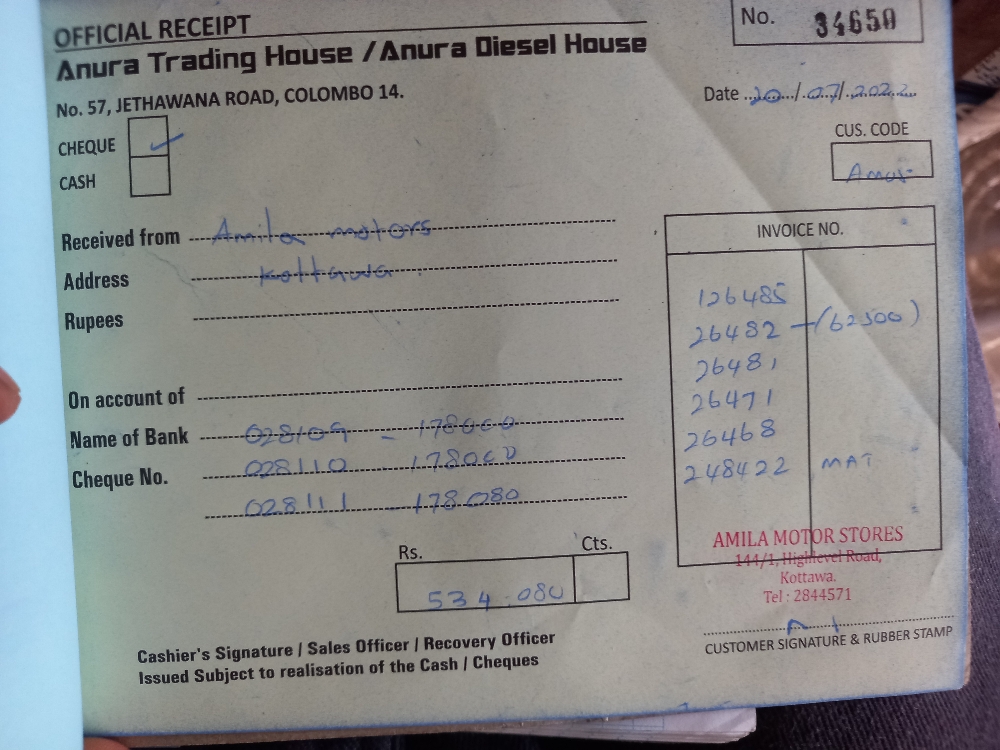 OFFICIAL RECEIPT
No. 34650
Anura Trading House / Anura Diesel House
No. 57, JETHAWANA ROAD, COLOMBO 14.
Date 20/07/2022
CHEQUE
CASH
CUS. CODE
Received from Amila motors
Address Kottawa
Rupees
On account of
Name of Bank 028109 - 178000
Cheque No. 028110 178000
028111 - 178 080
INVOICE NO.
126485
26482 - (62500)
26481
26471
26468
248422 MAT
Rs. Cts.
534.080
AMILA MOTOR STORES
144/1, Highlevel Road,
Kottawa.
Tel : 2844571
CUSTOMER SIGNATURE & RUBBER STAMP
Cashier's Signature / Sales Officer / Recovery Officer
Issued Subject to realisation of the Cash / Cheques